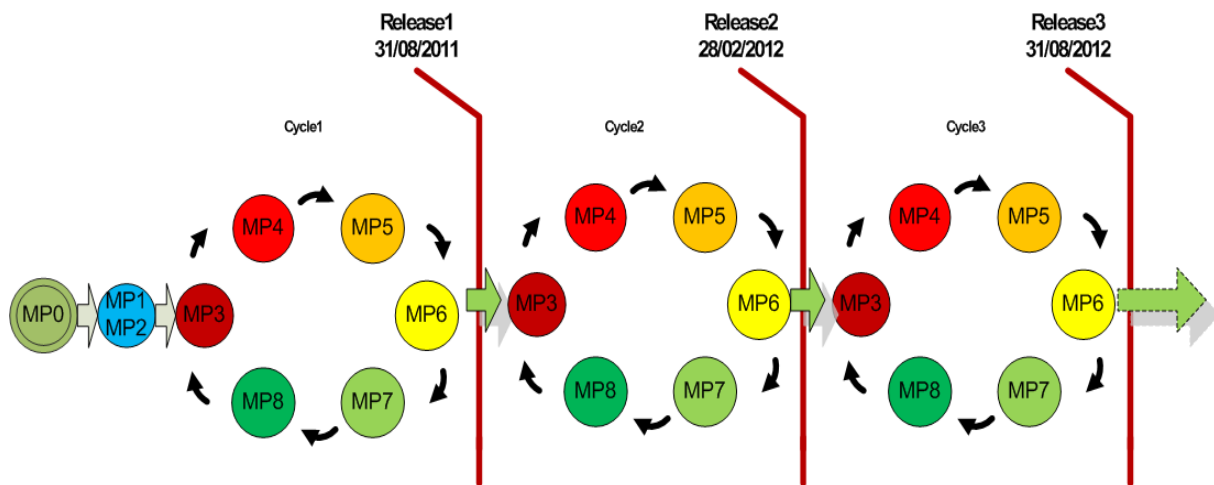 Release1
31/08/2011
Release2
28/02/2012
Release3
31/08/2012
Cycle1
Cycle2
Cycle3
MP4
MP5
MP4
MP5
MP4
MP5
MP0
MP1
MP2
MP3
MP6
MP3
MP6
MP3
MP6
MP8
MP7
MP8
MP7
MP8
MP7